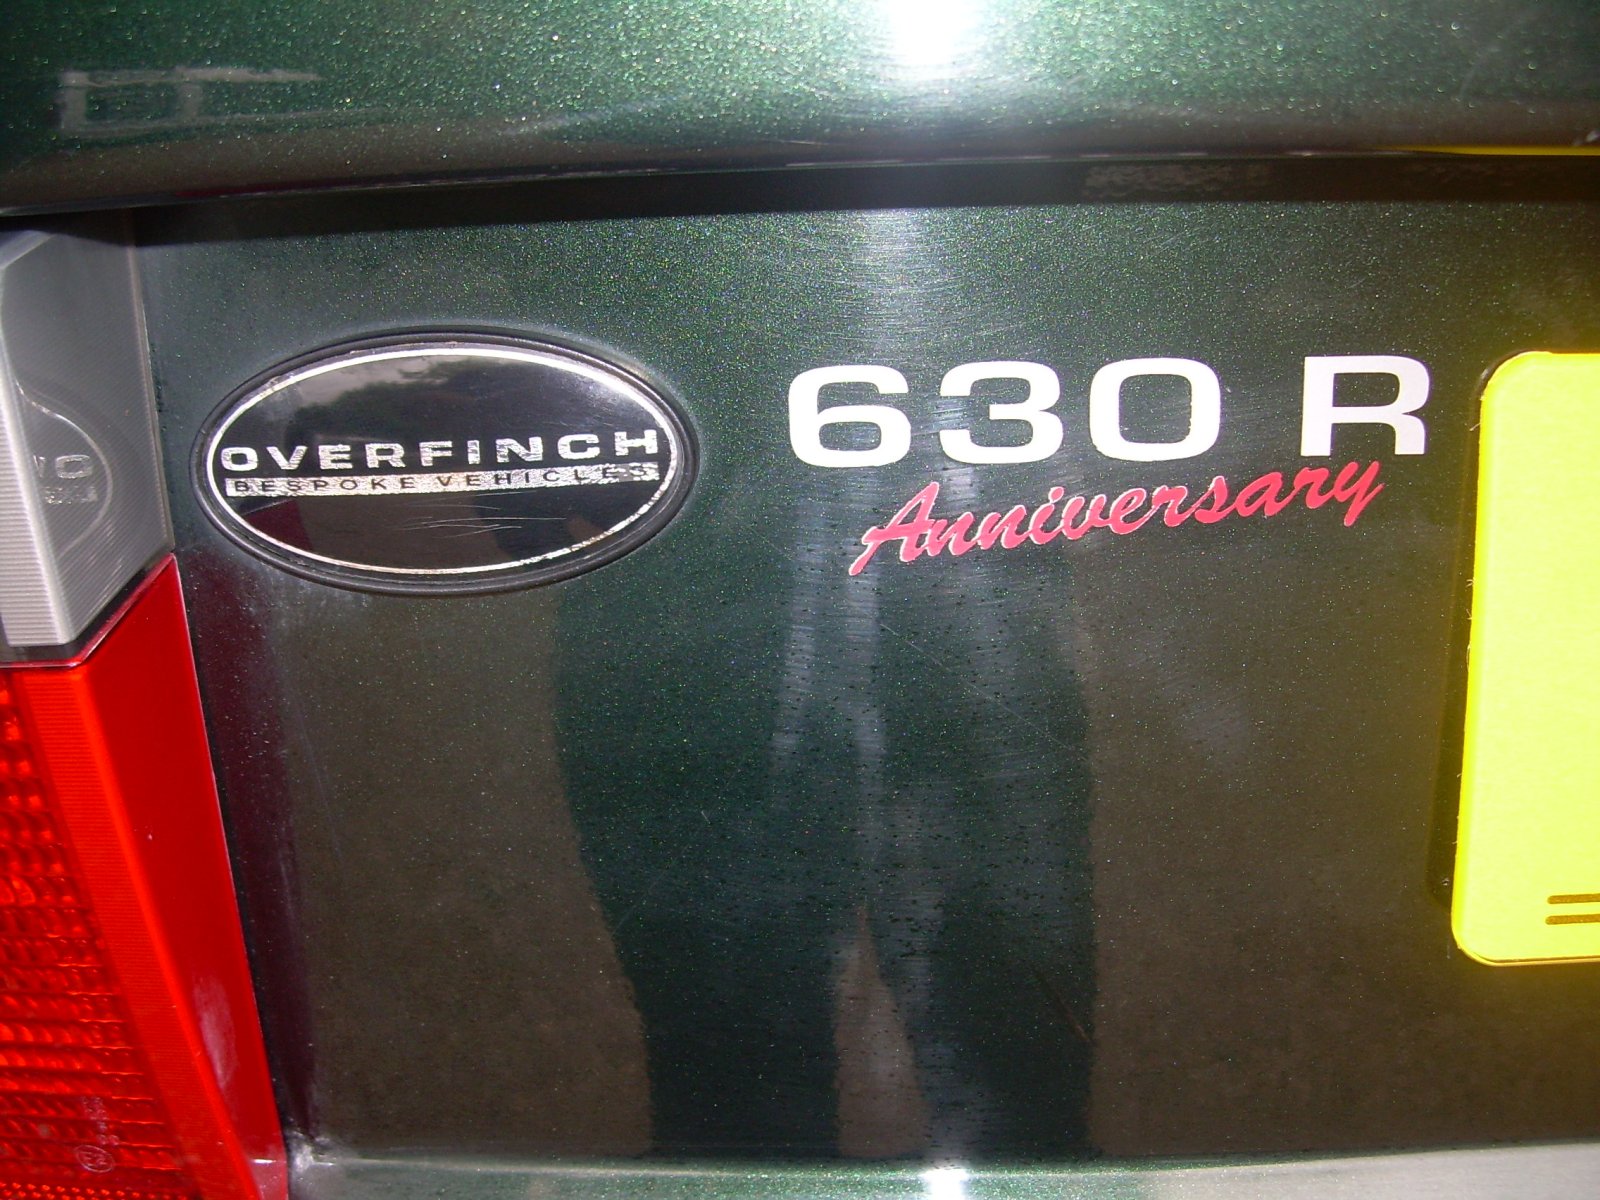 OVERFINCH
BESPOKE VEHICLES
630 R
Anniversary